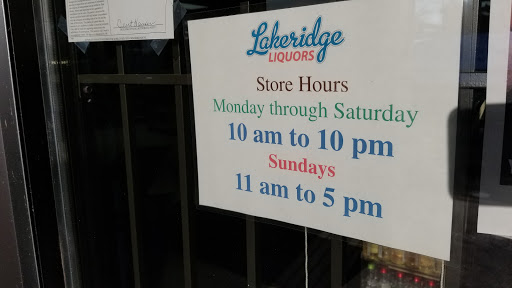 Lakeridge
LIQUORS
Store Hours
Monday through Saturday
10 am to 10 pm
Sundays
11 am to 5 pm